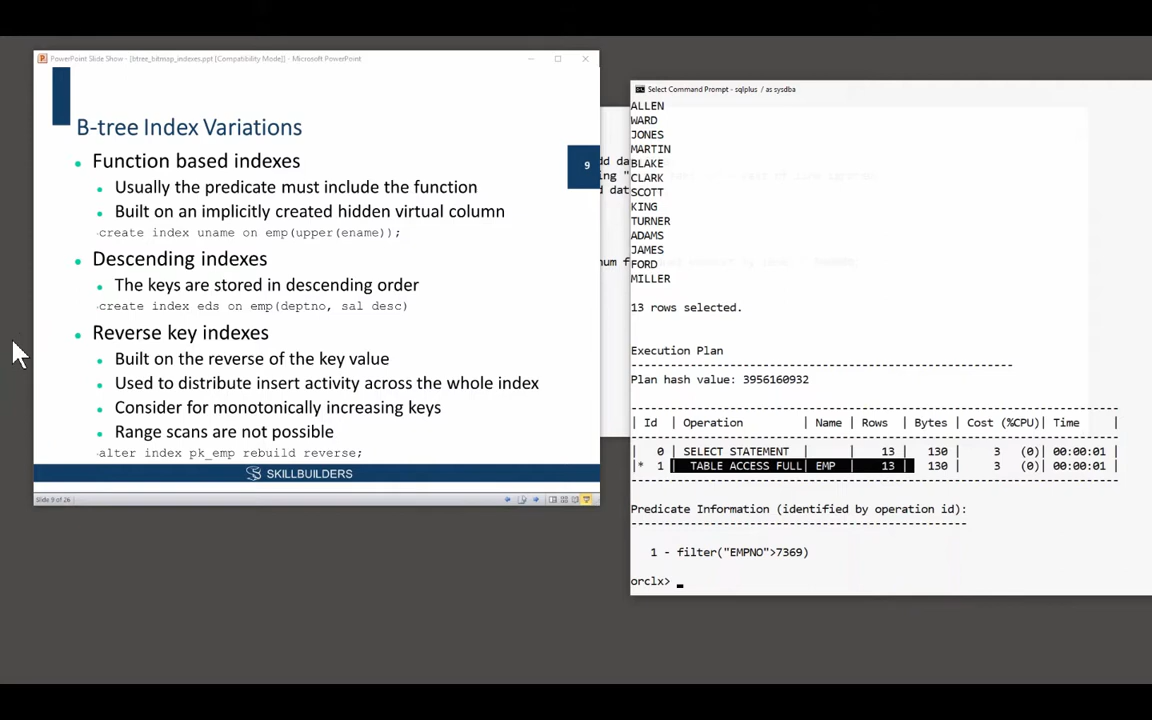 PowerPoint Slide Show - [btree_bitmap_indexes.ppt [Compatibility Mode]] - Microsoft PowerPoint
B-tree Index Variations
9
Function based indexes
Usually the predicate must include the function
Built on an implicitly created hidden virtual column
create index uname on emp(upper(ename));
Descending indexes
The keys are stored in descending order
create index eds on emp(deptno, sal desc)
Reverse key indexes
Built on the reverse of the key value
Used to distribute insert activity across the whole index
Consider for monotonically increasing keys
Range scans are not possible
alter index pk_emp rebuild reverse;
SKILLBUILDERS
Slide 9 of 26
Select Command Prompt - sqlplus / as sysdba
ALLEN
WARD
JONES
MARTIN
BLAKE
CLARK
SCOTT
KING
TURNER
ADAMS
JAMES
FORD
MILLER
13 rows selected.
Execution Plan
----------------------------------------------------------
Plan hash value: 3956160932
--------------------------------------------------------------------------
| Id | Operation | Name | Rows | Bytes | Cost (%CPU)| Time |
--------------------------------------------------------------------------
| 0 | SELECT STATEMENT | | 13 | 130 | 3 (0)| 00:00:01 |
|* 1 | TABLE ACCESS FULL| EMP | 13 | 130 | 3 (0)| 00:00:01 |
--------------------------------------------------------------------------
Predicate Information (identified by operation id):
---------------------------------------------------
1 - filter("EMPNO">7369)
orclx> _